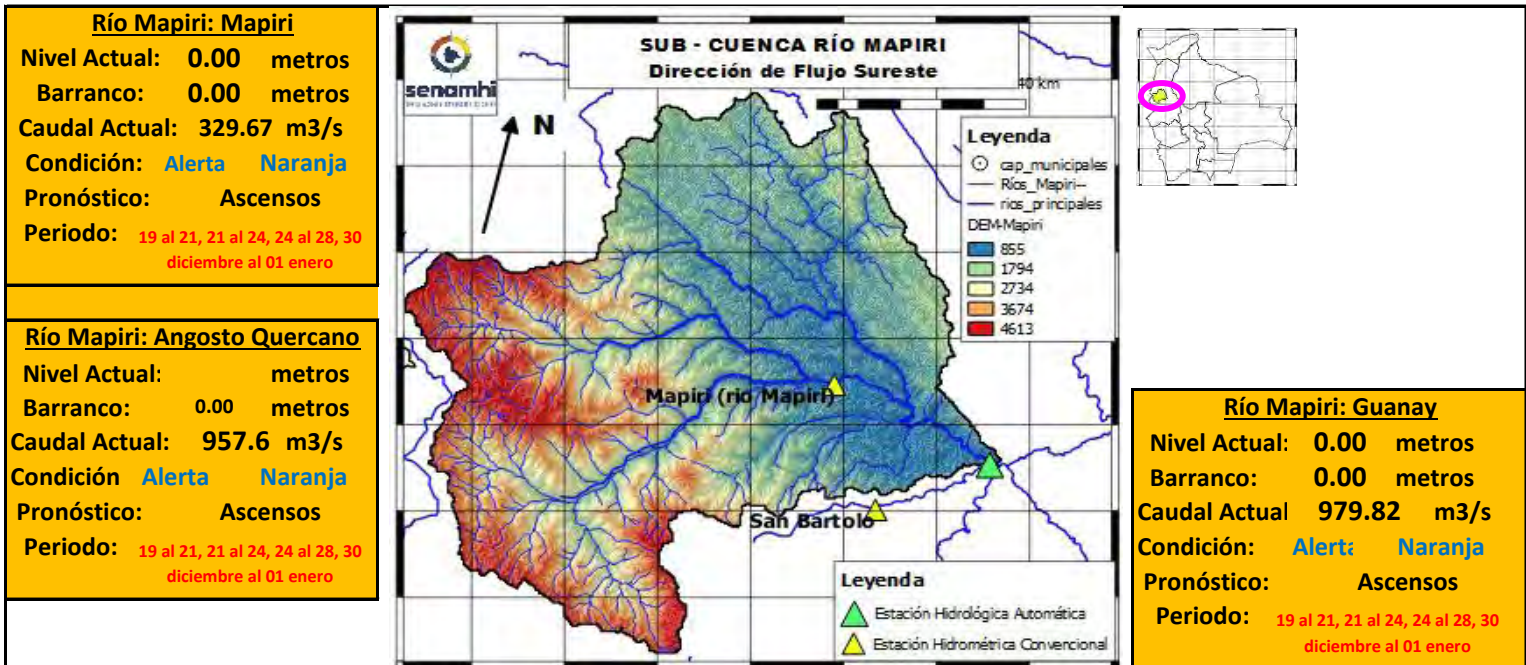 Río Mapiri: Mapiri
Nivel Actual: 0.00 metros
Barranco: 0.00 metros
Caudal Actual: 329.67 m3/s
Condición: Alerta Naranja
Pronóstico: Ascensos
Periodo: 19 al 21, 21 al 24, 24 al 28, 30
diciembre al 01 enero
Río Mapiri: Angosto Quercano
Nivel Actual: metros
Barranco: 0.00 metros
Caudal Actual: 957.6 m3/s
Condición Alerta Naranja
Pronóstico: Ascensos
Periodo: 19 al 21, 21 al 24, 24 al 28, 30
diciembre al 01 enero
senamhi
SUB - CUENCA RÍO MAPIRI
Dirección de Flujo Sureste
40 km
N
Leyenda
cap_municipales
Ríos_Mapiri--
rios_principales
DEM-Mapiri
855
1794
2734
3674
4613
Mapiri (rio Mapiri)
San Bartolo
Leyenda
Estación Hidrológica Automática
Estación Hidrométrica Convencional
Río Mapiri: Guanay
Nivel Actual: 0.00 metros
Barranco: 0.00 metros
Caudal Actual 979.82 m3/s
Condición: Alerta Naranja
Pronóstico: Ascensos
Periodo: 19 al 21, 21 al 24, 24 al 28, 30
diciembre al 01 enero